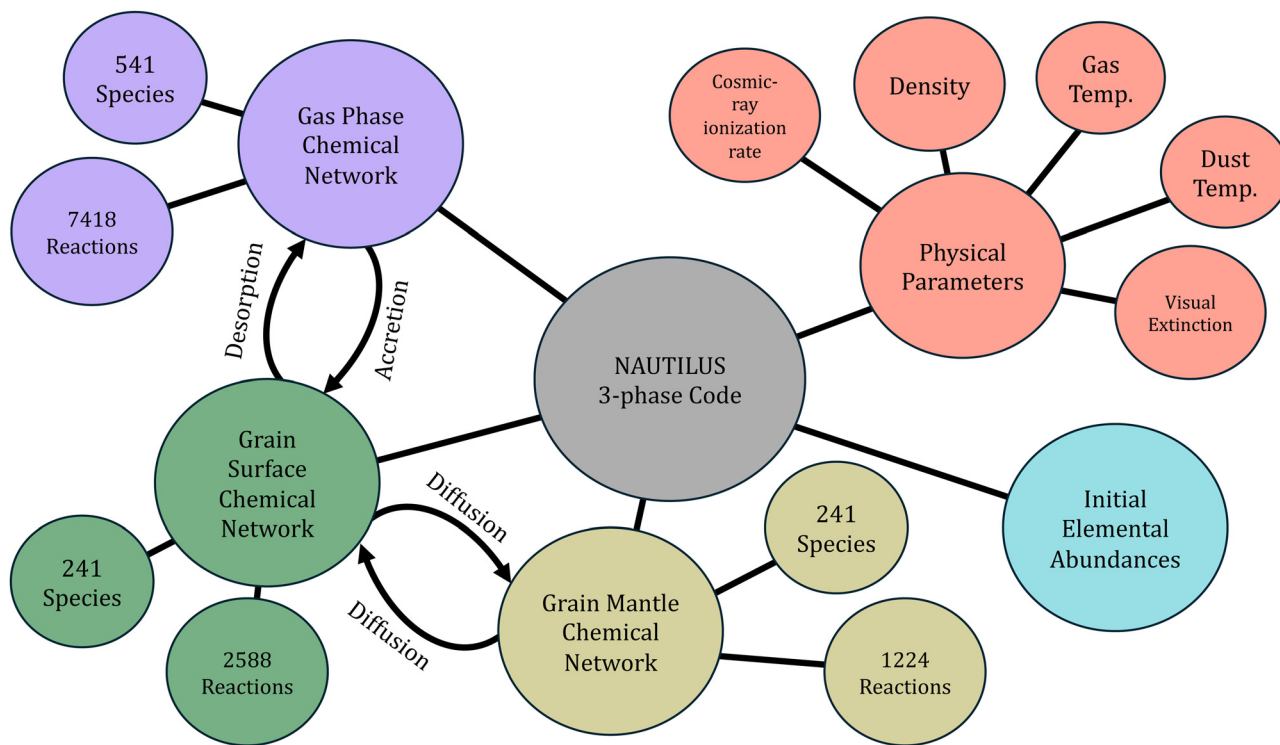 541
Species
Gas Phase
Chemical
Network
7418
Reactions
Cosmic-
ray
ionization
rate
Density
Gas
Temp.
Dust
Temp.
Physical
Parameters
Visual
Extinction
Desorption
Accretion
NAUTILUS
3-phase Code
Grain
Surface
Chemical
Network
Diffusion
Diffusion
241
Species
2588
Reactions
Grain Mantle
Chemical
Network
241
Species
1224
Reactions
Initial
Elemental
Abundances